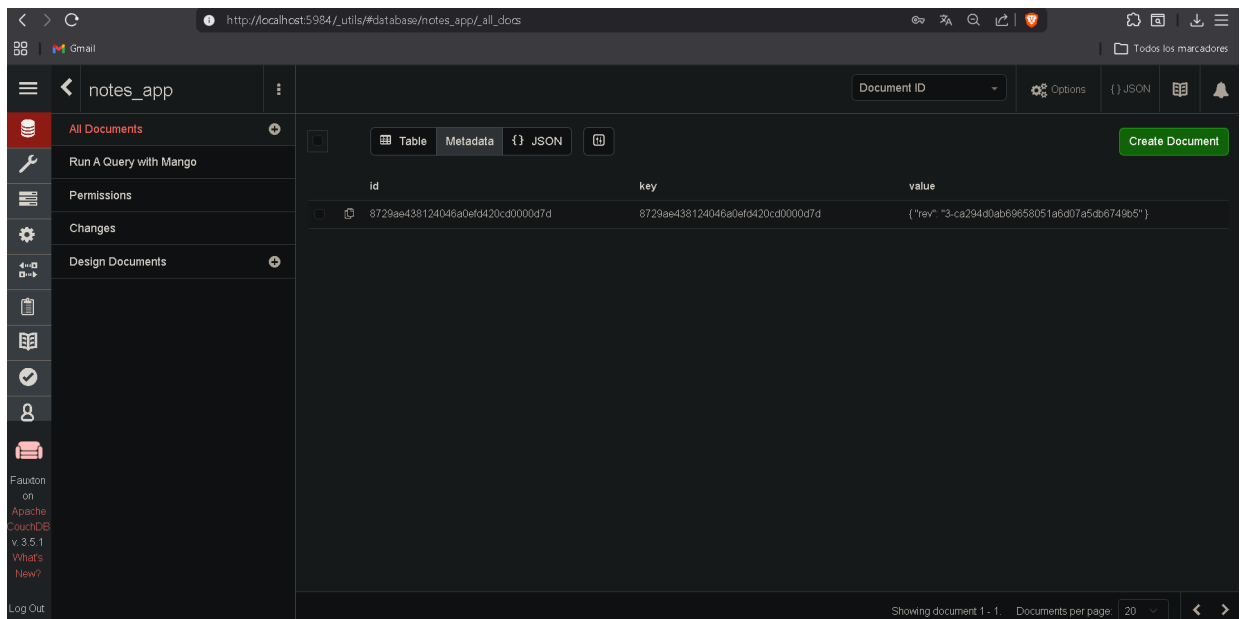 http://localhost:5984/_utils/#database/notes_app/_all_docs
Gmail
Todos los marcadores
notes_app
Document ID
Options
{ } JSON
All Documents
Run A Query with Mango
Permissions
Changes
Design Documents
Table
Metadata
{} JSON
Create Document
id key value
8729ae438124046a0efd420cd0000d7d 8729ae438124046a0efd420cd0000d7d { "rev": "3-ca294d0ab69658051a6d07a5db6749b5" }
Fauxton
on
Apache
CouchDB
v. 3.5.1
What's
New?
Log Out
Showing document 1 - 1. Documents per page: 20